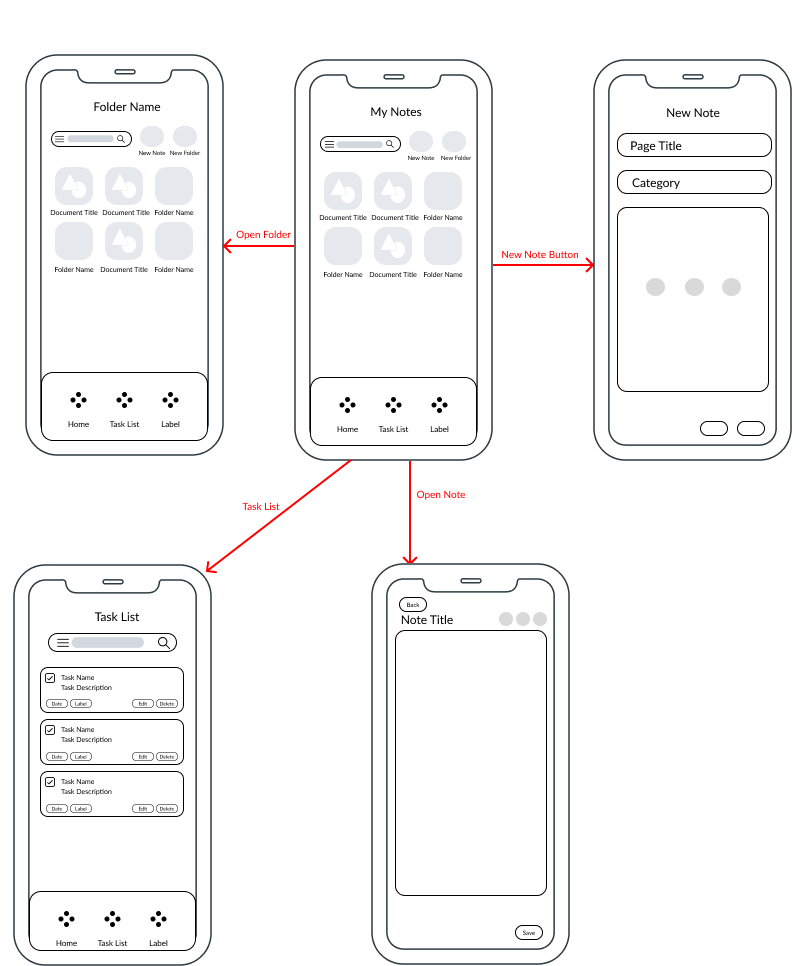 Folder Name
New Note New Folder
Document Title Document Title Folder Name
Folder Name Document Title Folder Name
Home Task List Label
Open Folder
My Notes
New Note New Folder
Document Title Document Title Folder Name
Folder Name Document Title Folder Name
Home Task List Label
New Note Button
New Note
Page Title
Category
Task List
Open Note
Task List
Task Name
Task Description
Date Label Edit Delete
Task Name
Task Description
Date Label Edit Delete
Task Name
Task Description
Date Label Edit Delete
Home Task List Label
Back
Note Title
Save